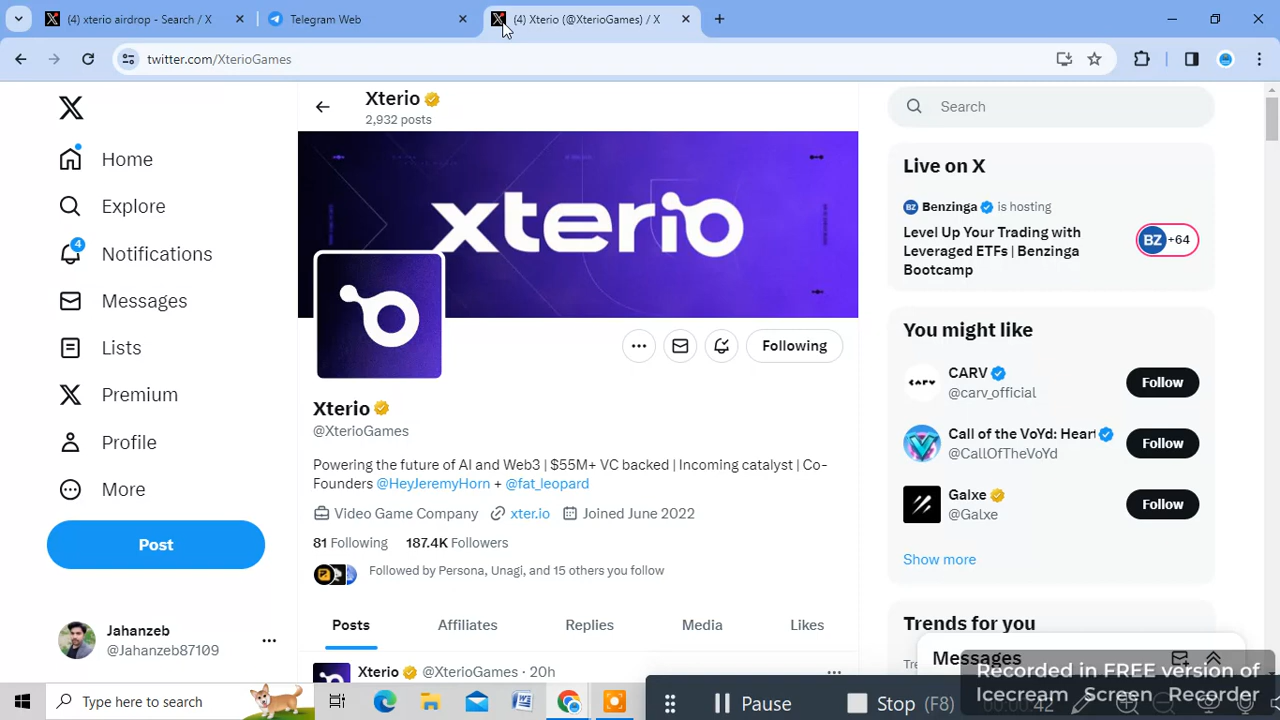 (4) xterio airdrop - Search / X
Telegram Web
(4) Xterio (@XterioGames) / X
twitter.com/XterioGames
Xterio
2,932 posts
Search
Home
Explore
4
Notifications
Messages
Lists
Premium
Profile
More
Post
Jahanzeb
@Jahanzeb87109
xterio
Following
Xterio
@XterioGames
Powering the future of AI and Web3 | $55M+ VC backed | Incoming catalyst | Co-
Founders @HeyJeremyHorn + @fat_leopard
Video Game Company xter.io Joined June 2022
81 Following 187.4K Followers
Followed by Persona, Unagi, and 15 others you follow
Posts Affiliates Replies Media Likes
Xterio @XterioGames · 20h
Live on X
BZ Benzinga is hosting
Level Up Your Trading with
Leveraged ETFs | Benzinga
Bootcamp
BZ +64
You might like
CARV
@carv_official
Follow
Call of the VoYd: Heart
@CallOfTheVoYd
Follow
Galxe
@Galxe
Follow
Show more
Trends for you
Messages
Recorded in FREE version of
Icecream Screen Recorder
Type here to search
Pause
Stop (F8)